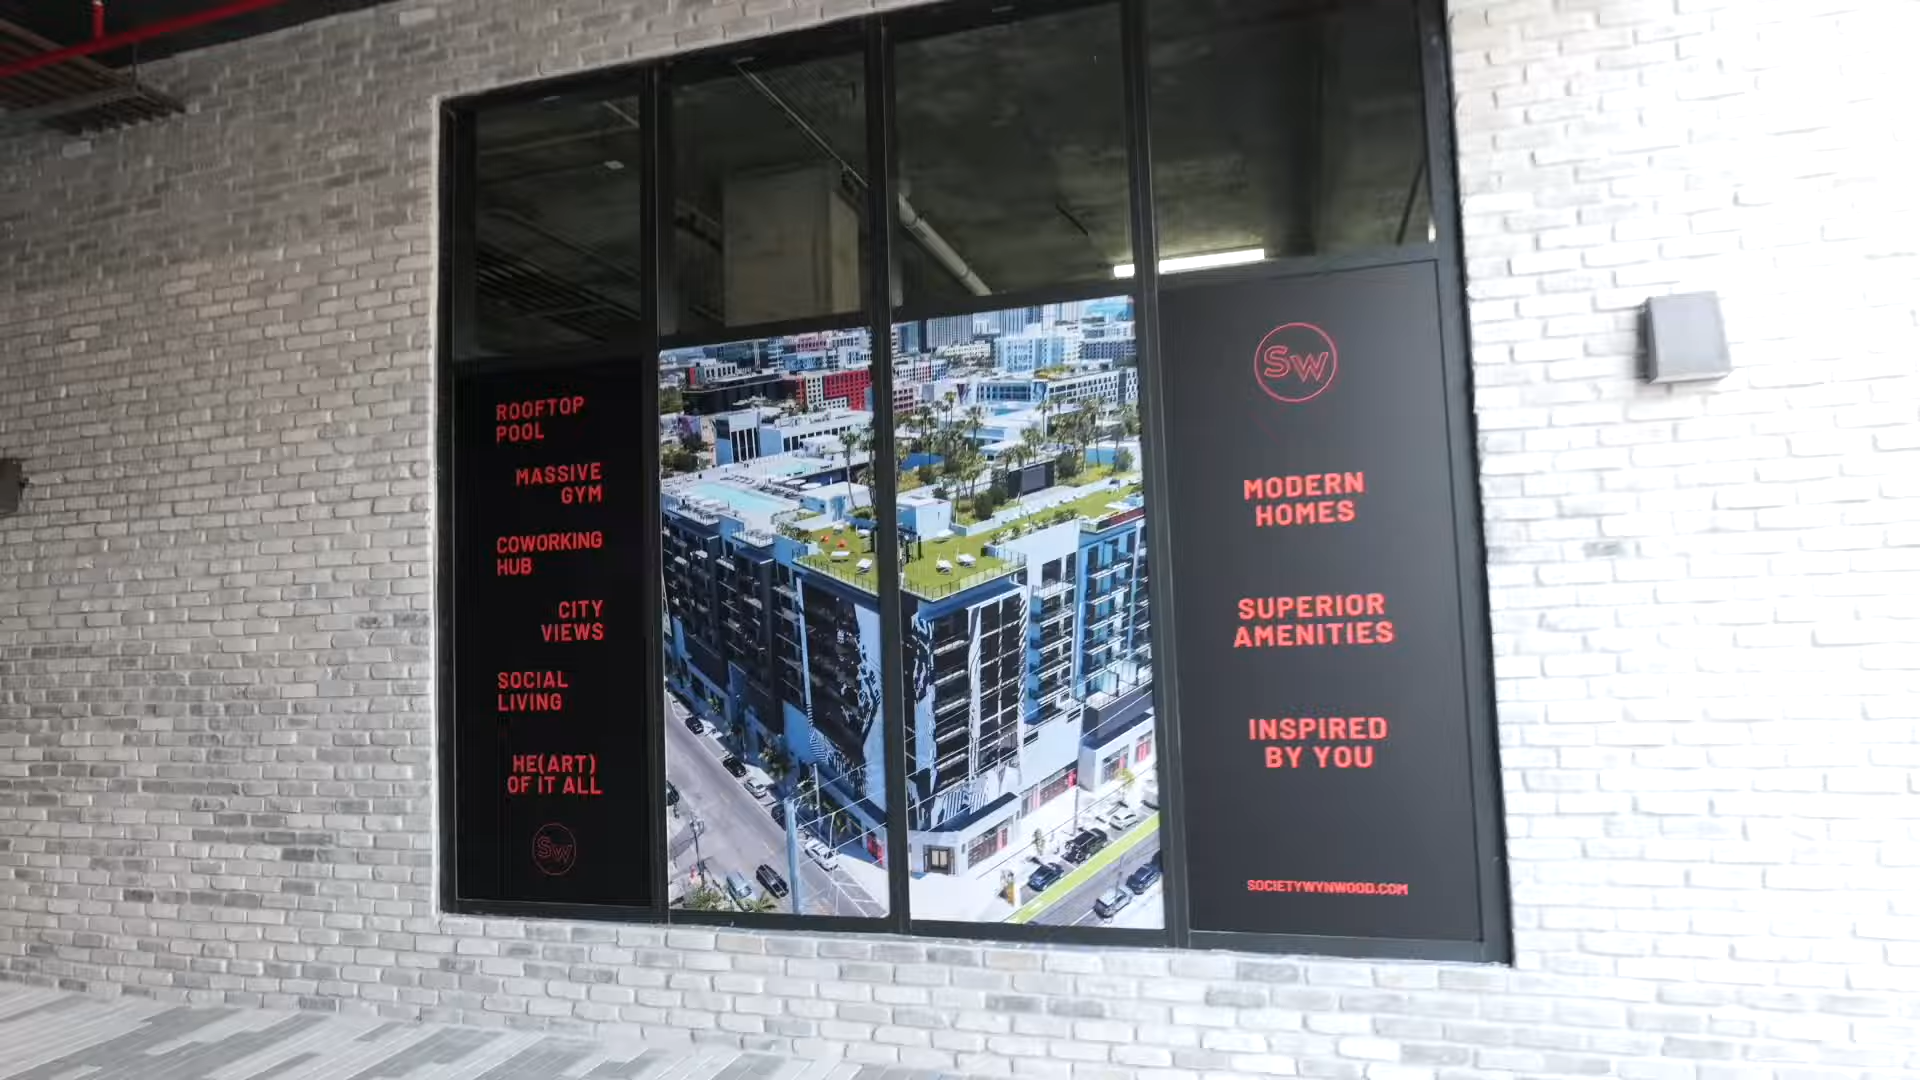 ROOFTOP
POOL
MASSIVE
GYM
COWORKING
HUB
CITY
VIEWS
SOCIAL
LIVING
HE(ART)
OF IT ALL
SW
SW
MODERN
HOMES
SUPERIOR
AMENITIES
INSPIRED
BY YOU
SOCIETYWYNWOOD.COM